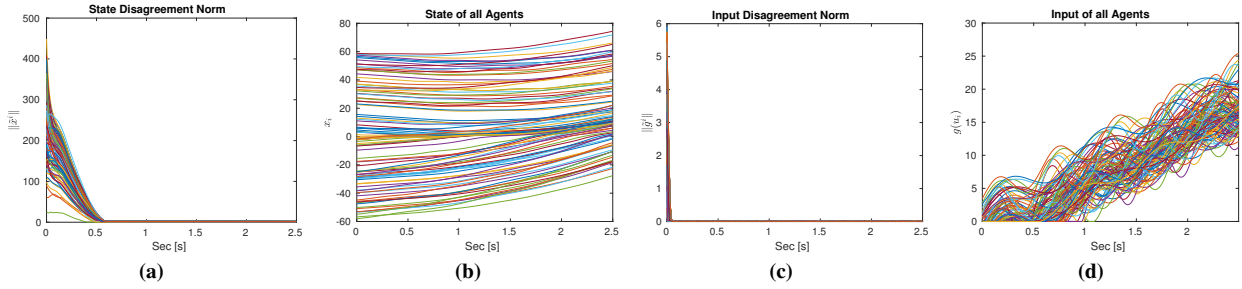 State Disagreement Norm
500
400
300
200
100
0
‖x̃ⁱ‖
0 0.5 1 1.5 2 2.5
Sec [s]
(a)
State of all Agents
80
60
40
20
0
-20
-40
-60
xᵢ
0 0.5 1 1.5 2 2.5
Sec [s]
(b)
Input Disagreement Norm
6
5
4
3
2
1
0
‖g̃ⁱ‖
0 0.5 1 1.5 2 2.5
Sec [s]
(c)
Input of all Agents
30
25
20
15
10
5
0
g(uᵢ)
0 0.5 1 1.5 2
Sec [s]
(d)